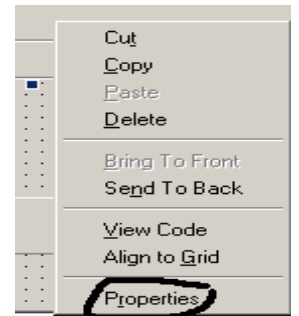 Cut
Copy
Paste
Delete
Bring To Front
Send To Back
View Code
Align to Grid
Properties